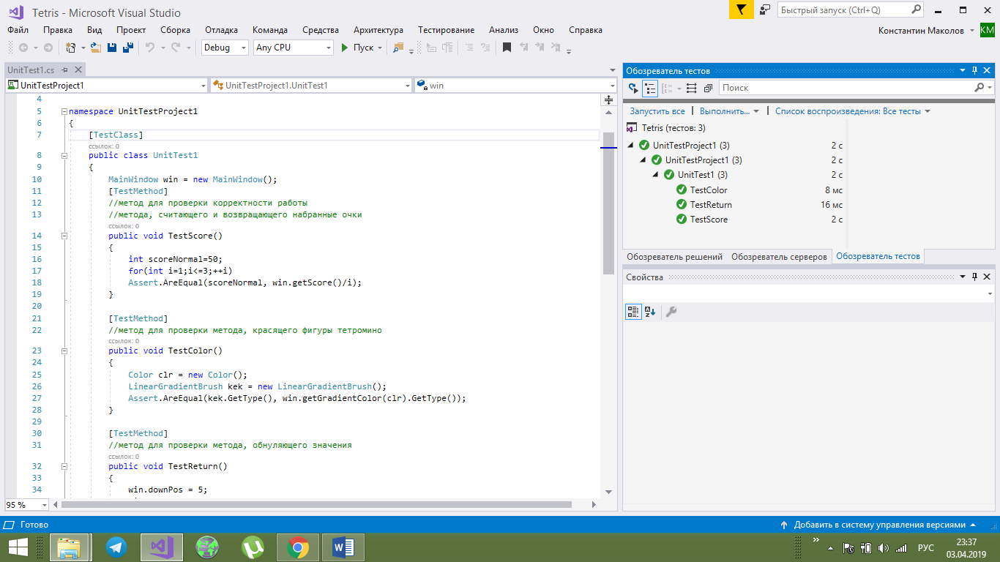 Tetris - Microsoft Visual Studio
Быстрый запуск (Ctrl+Q)
Файл Правка Вид Проект Сборка Отладка Команда Средства Архитектура Тестирование Анализ Окно Справка
Константин Маколов KM
Debug Any CPU Пуск
UnitTest1.cs
UnitTestProject1 UnitTestProject1.UnitTest1 win
4
5 namespace UnitTestProject1
6 {
7 [TestClass]
ссылок: 0
8 public class UnitTest1
9 {
10 MainWindow win = new MainWindow();
11 [TestMethod]
12 //метод для проверки корректности работы
13 //метода, считающего и возвращающего набранные очки
ссылок: 0
14 public void TestScore()
15 {
16 int scoreNormal=50;
17 for(int i=1;i<=3;++i)
18 Assert.AreEqual(scoreNormal, win.getScore()/i);
19 }
20
21 [TestMethod]
22 //метод для проверки метода, красящего фигуры тетромино
ссылок: 0
23 public void TestColor()
24 {
25 Color clr = new Color();
26 LinearGradientBrush kek = new LinearGradientBrush();
27 Assert.AreEqual(kek.GetType(), win.getGradientColor(clr).GetType());
28 }
29
30 [TestMethod]
31 //метод для проверки метода, обнуляющего значения
ссылок: 0
32 public void TestReturn()
33 {
34 win.downPos = 5;
95 %
Обозреватель тестов
Поиск
Запустить все Выполнить... Список воспроизведения: Все тесты
Tetris (тестов: 3)
UnitTestProject1 (3) 2 с
UnitTestProject1 (3) 2 с
UnitTest1 (3) 2 с
TestColor 8 мс
TestReturn 16 мс
TestScore 2 с
Обозреватель решений Обозреватель серверов Обозреватель тестов
Свойства
Готово
Добавить в систему управления версиями
РУС
23:37
03.04.2019